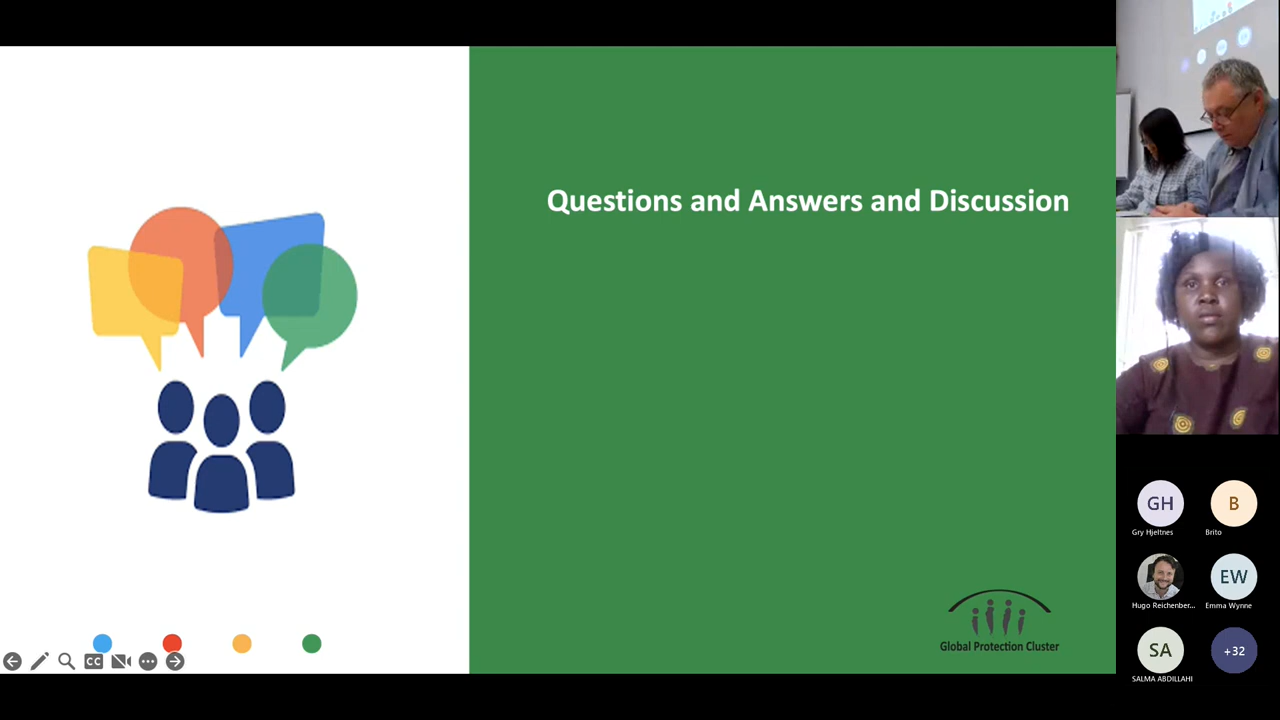 Questions and Answers and Discussion
Global Protection Cluster
CC
GH
B
Gry Hjeltnes
Brito
EW
Hugo Reichenber...
Emma Wynne
SA
+32
SALMA ABDILLAHI